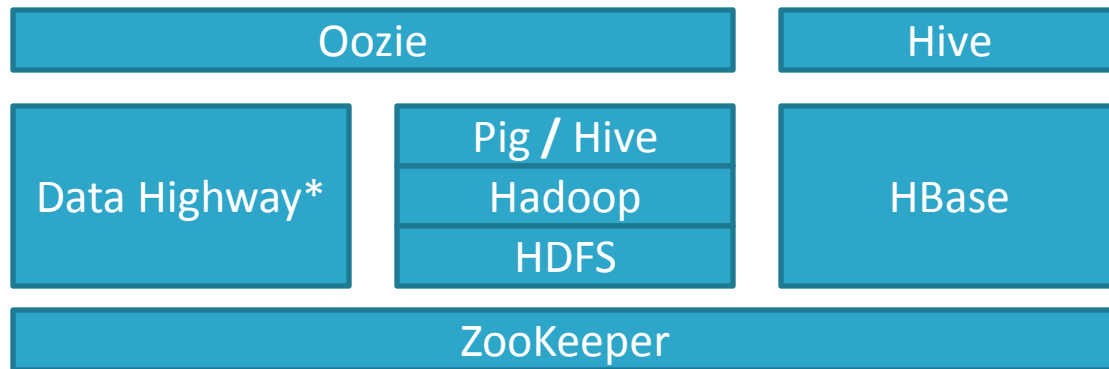 Oozie
Hive
Data Highway*
Pig / Hive
Hadoop
HDFS
HBase
ZooKeeper